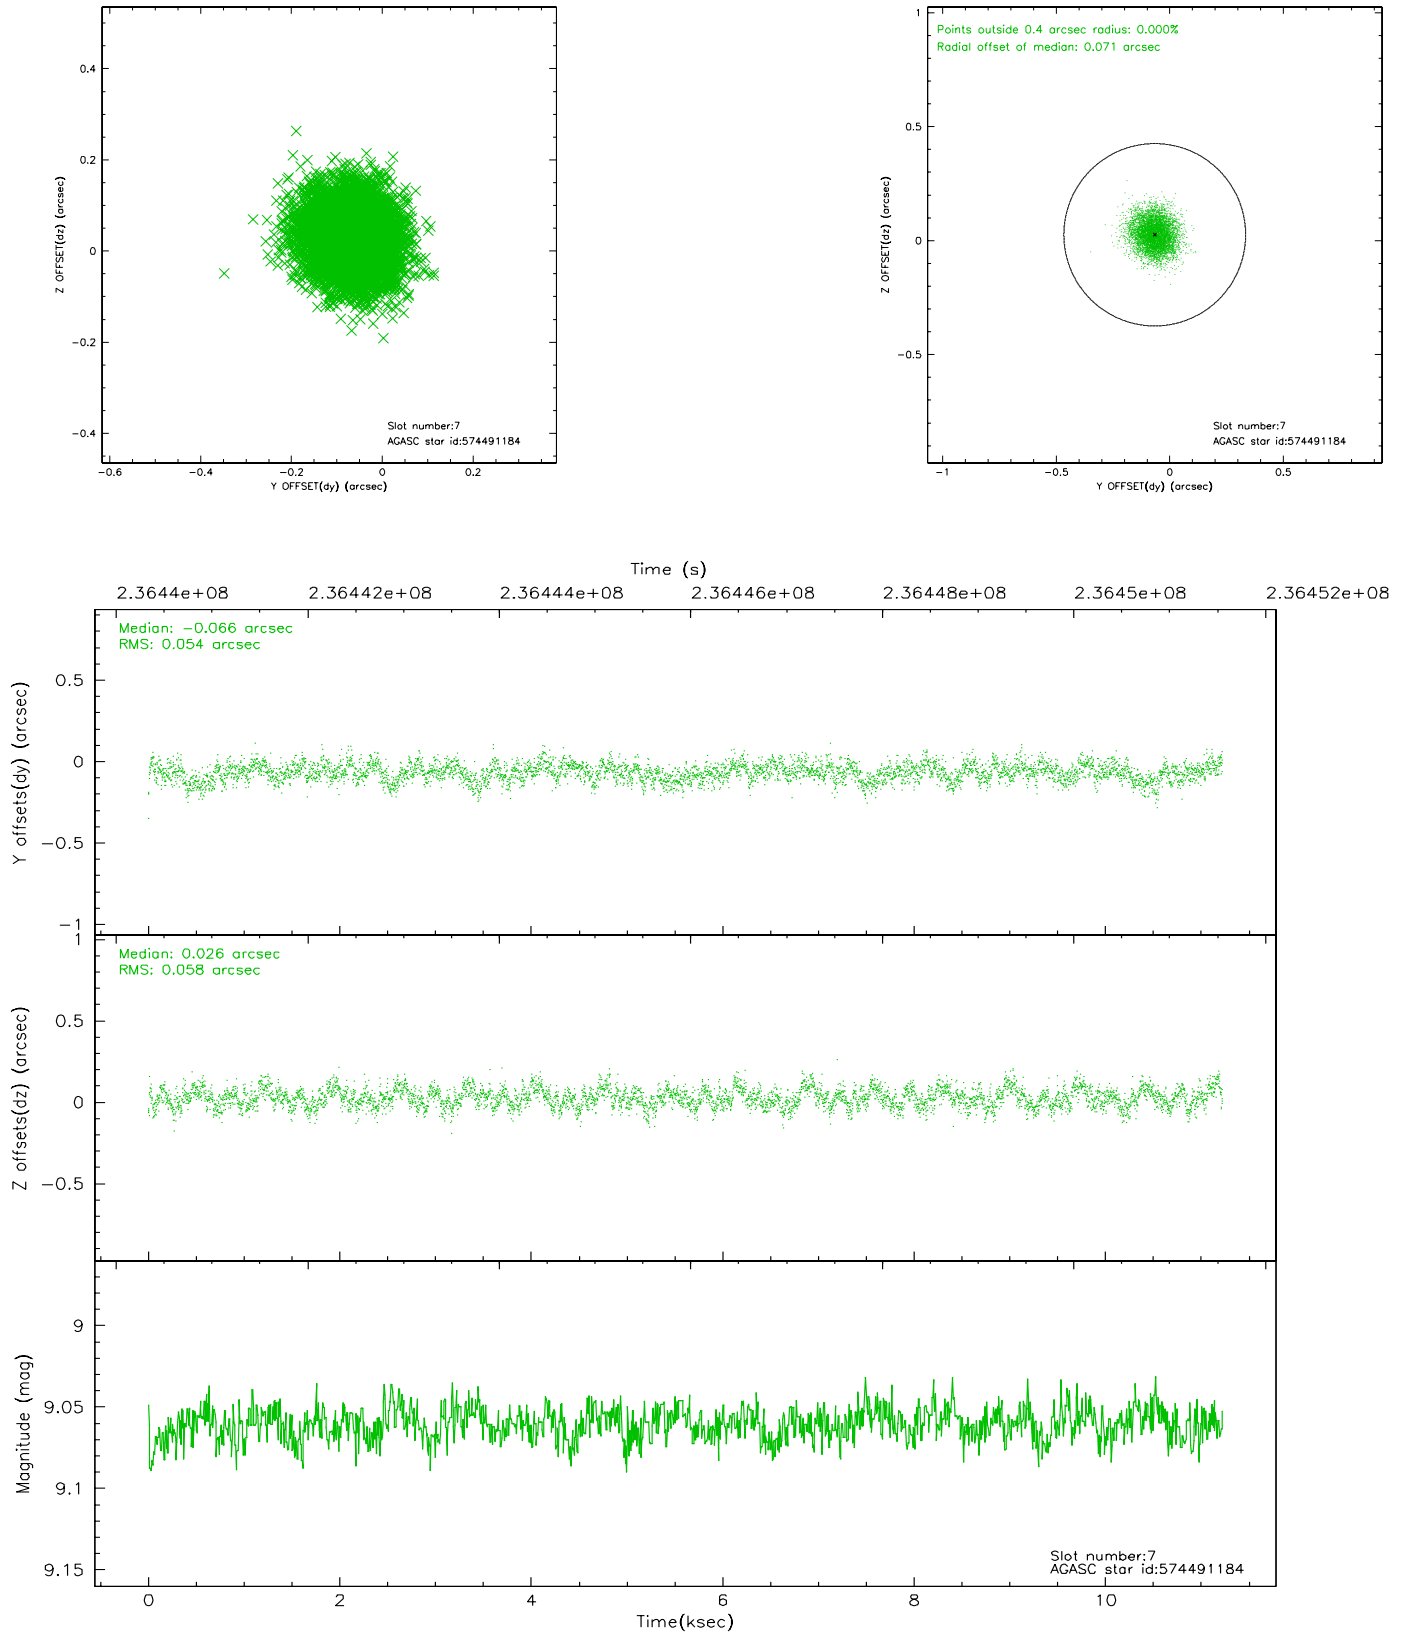 0.4
0.2
0
−0.2
−0.4
Z OFFSET(dz) (arcsec)
Slot number:7
AGASC star id:574491184
−0.6 −0.4 −0.2 0 0.2
Y OFFSET(dy) (arcsec)
Points outside 0.4 arcsec radius: 0.000%
Radial offset of median: 0.071 arcsec
1
0.5
0
−0.5
Z OFFSET(dz) (arcsec)
Slot number:7
AGASC star id:574491184
−1 −0.5 0 0.5
Y OFFSET(dy) (arcsec)
Time (s)
2.3644e+08 2.36442e+08 2.36444e+08 2.36446e+08 2.36448e+08 2.3645e+08 2.36452e+08
Median: −0.066 arcsec
RMS: 0.054 arcsec
0.5
0
−0.5
−1
Y offsets(dy) (arcsec)
Median: 0.026 arcsec
RMS: 0.058 arcsec
1
0.5
0
−0.5
Z offsets(dz) (arcsec)
9
9.05
9.1
9.15
Magnitude (mag)
Slot number:7
AGASC star id:574491184
0 2 4 6 8 10
Time(ksec)